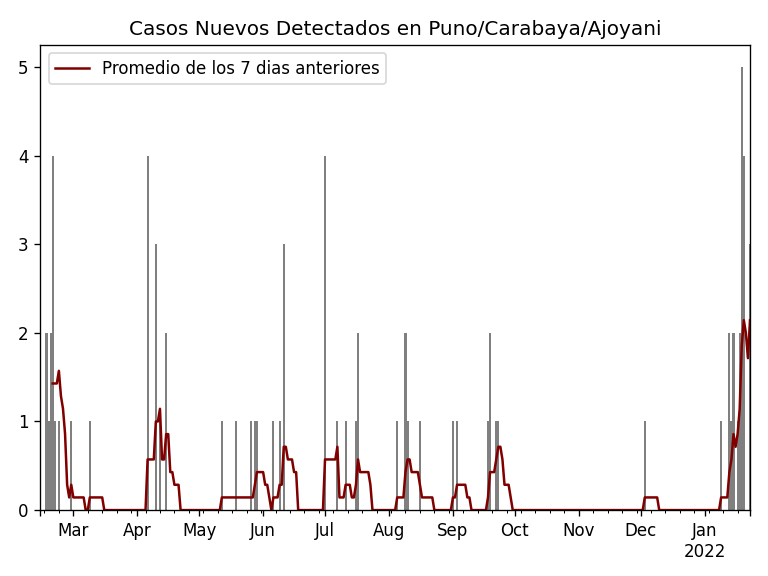 Casos Nuevos Detectados en Puno/Carabaya/Ajoyani
Promedio de los 7 dias anteriores
5
4
3
2
1
0
Mar Apr May Jun Jul Aug Sep Oct Nov Dec Jan
2022